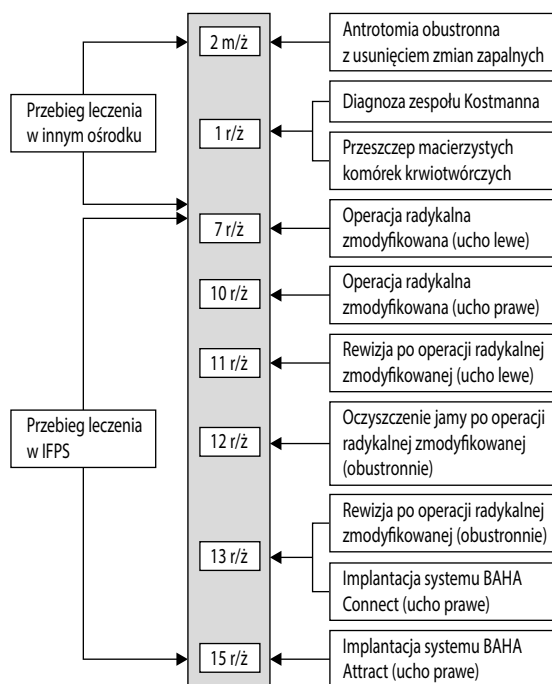 2 m/ż
Antrotomia obustronna
z usunięciem zmian zapalnych
Przebieg leczenia
w innym ośrodku
1 r/ż
Diagnoza zespołu Kostmanna
Przeszczep macierzystych
komórek krwiotwórczych
7 r/ż
Operacja radykalna
zmodyfikowana (ucho lewe)
10 r/ż
Operacja radykalna
zmodyfikowana (ucho prawe)
11 r/ż
Rewizja po operacji radykalnej
zmodyfikowanej (ucho lewe)
Przebieg leczenia
w IFPS
12 r/ż
Oczyszczenie jamy po operacji
radykalnej zmodyfikowanej
(obustronnie)
13 r/ż
Rewizja po operacji radykalnej
zmodyfikowanej (obustronnie)
Implantacja systemu BAHA
Connect (ucho prawe)
15 r/ż
Implantacja systemu BAHA
Attract (ucho prawe)